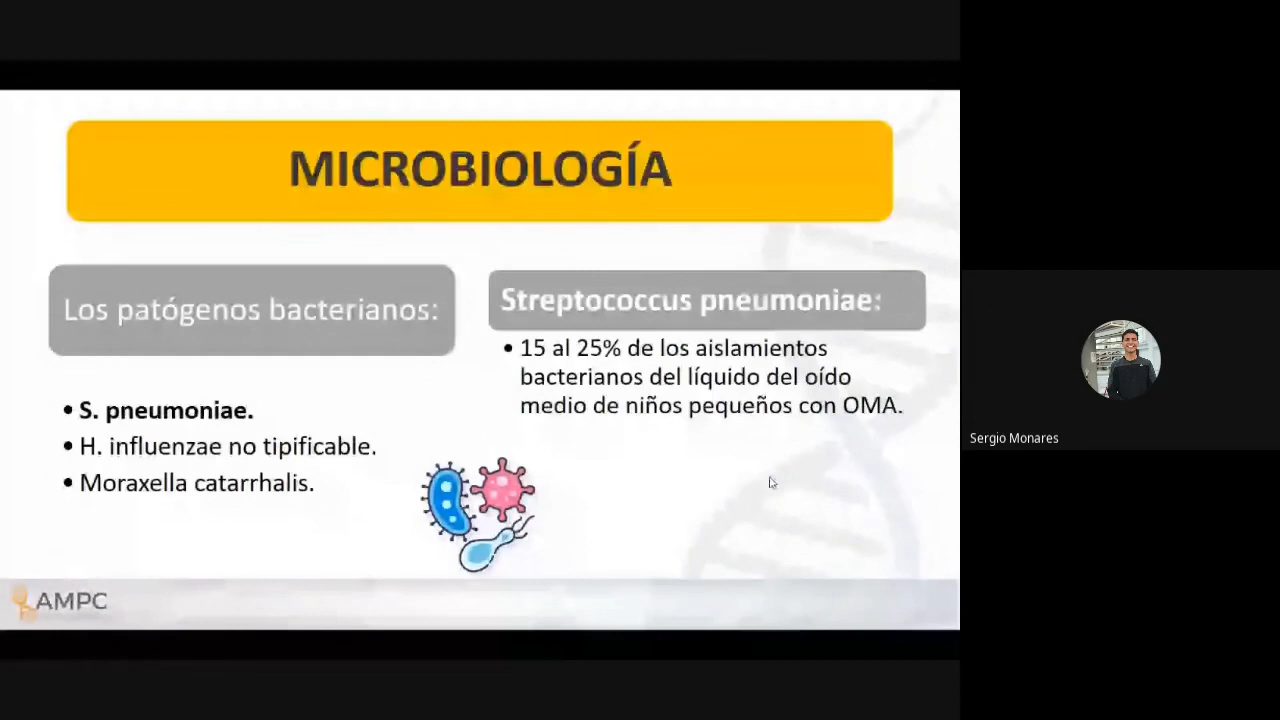 MICROBIOLOGÍA
Los patógenos bacterianos:
• S. pneumoniae.
• H. influenzae no tipificable.
• Moraxella catarrhalis.
Streptococcus pneumoniae:
• 15 al 25% de los aislamientos
bacterianos del líquido del oído
medio de niños pequeños con OMA.
AMPC
Sergio Monares